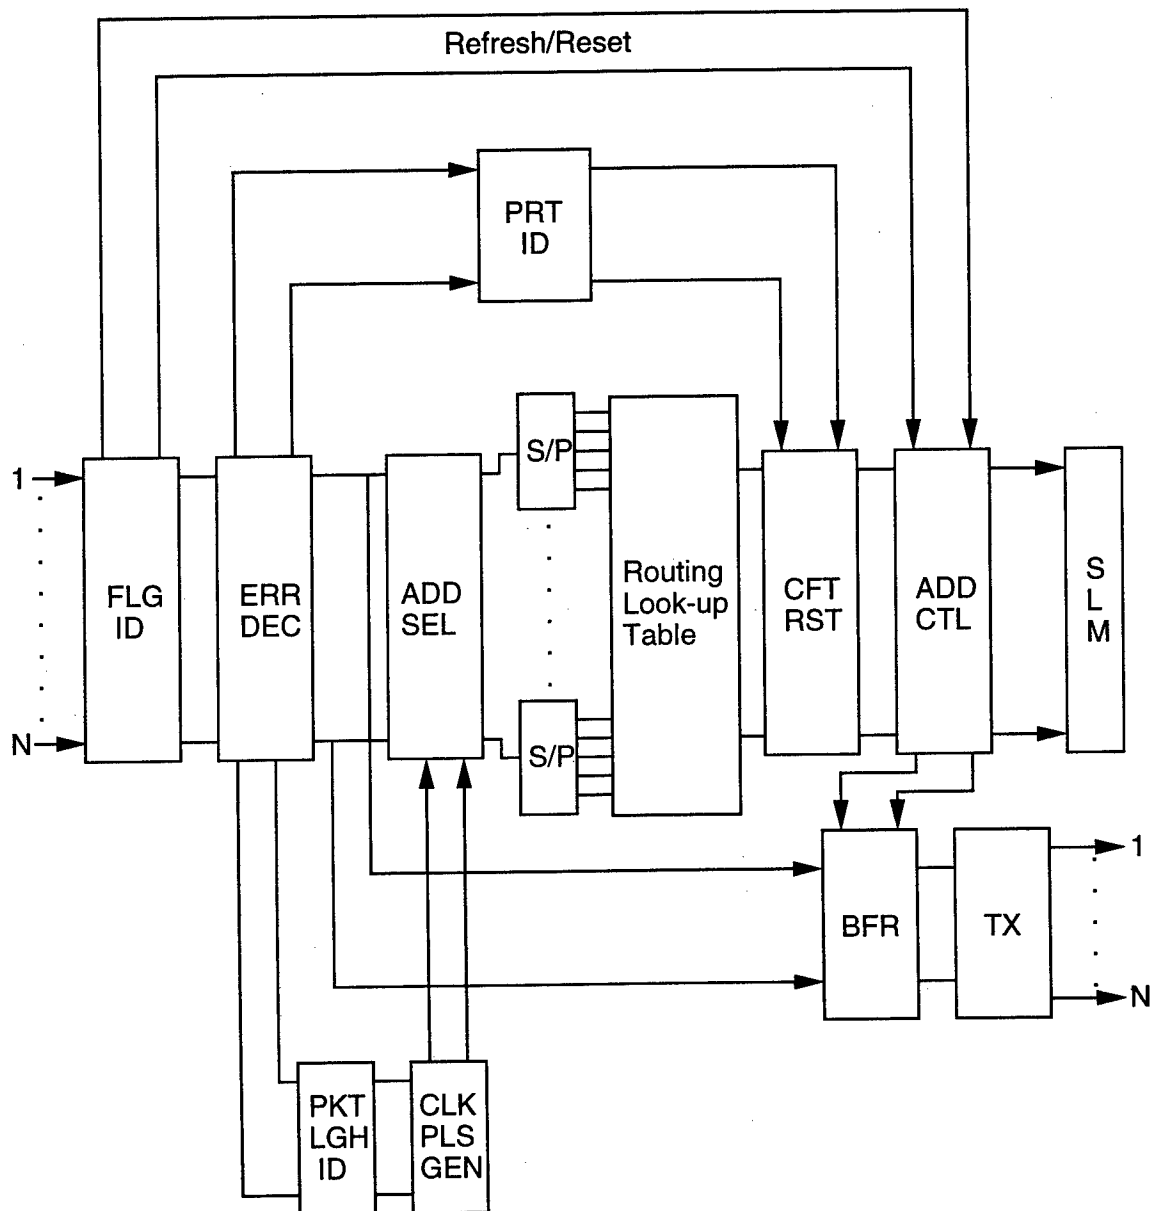 Refresh/Reset
PRT
ID
1
N
FLG
ID
ERR
DEC
ADD
SEL
S/P
S/P
Routing
Look-up
Table
CFT
RST
ADD
CTL
S
L
M
BFR
TX
1
N
PKT
LGH
ID
CLK
PLS
GEN